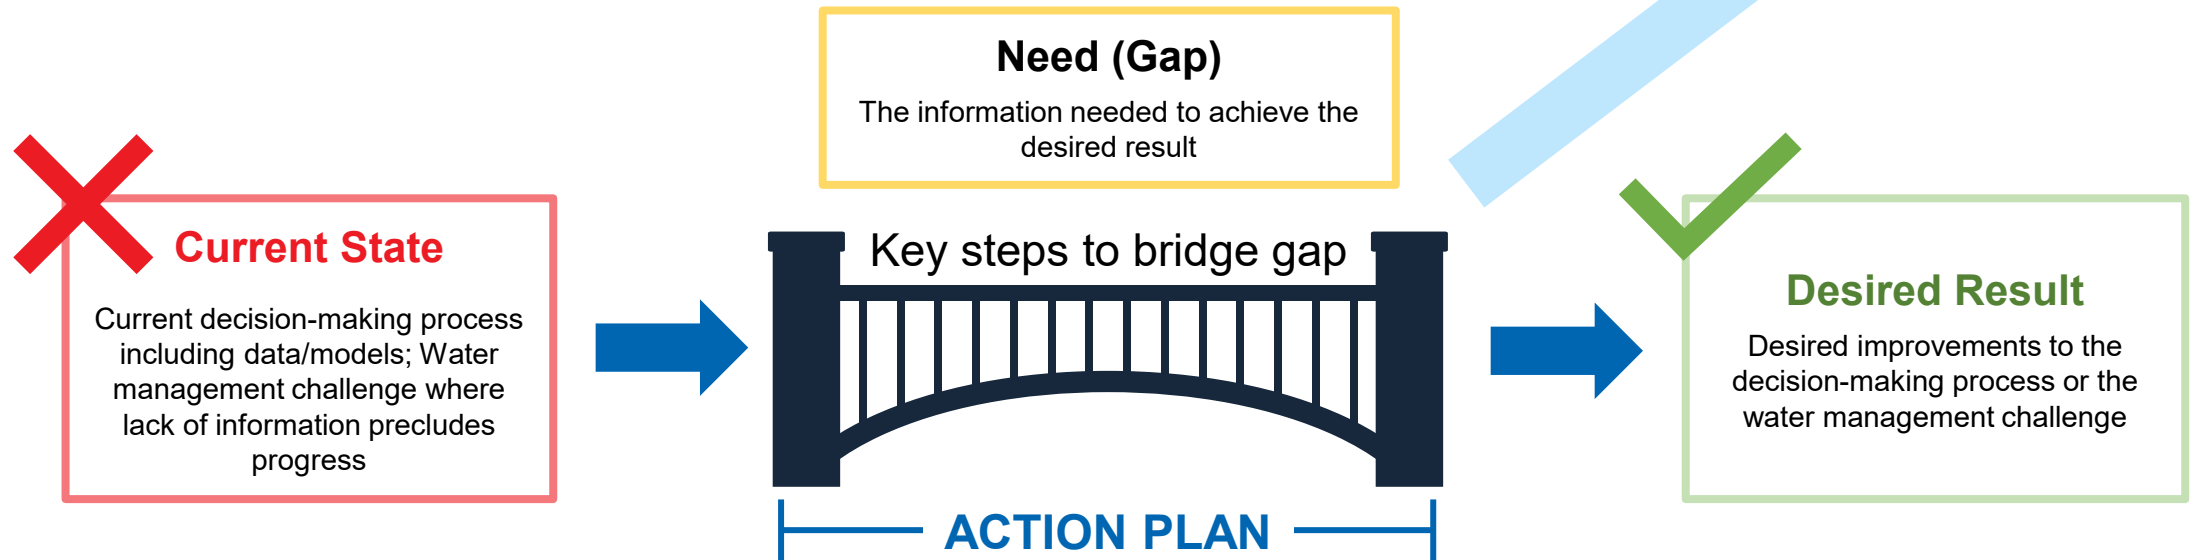 Need (Gap)
The information needed to achieve the
desired result
Current State
Current decision-making process
including data/models; Water
management challenge where
lack of information precludes
progress
Key steps to bridge gap
ACTION PLAN
Desired Result
Desired improvements to the
decision-making process or the
water management challenge